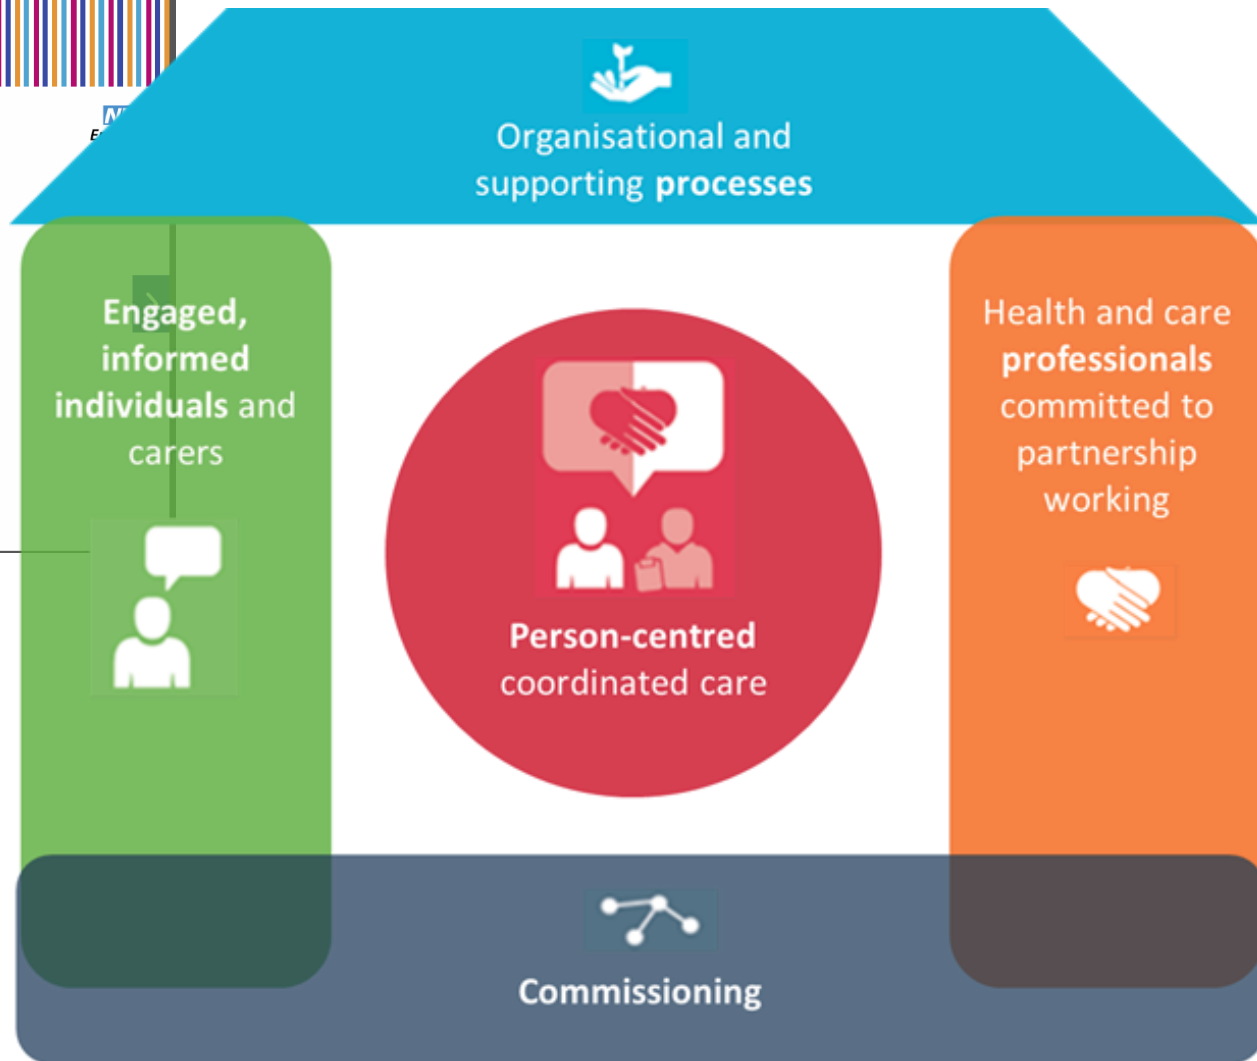 Organisational and
supporting processes
Engaged,
informed
individuals and
carers
Health and care
professionals
committed to
partnership
working
Person-centred
coordinated care
Commissioning